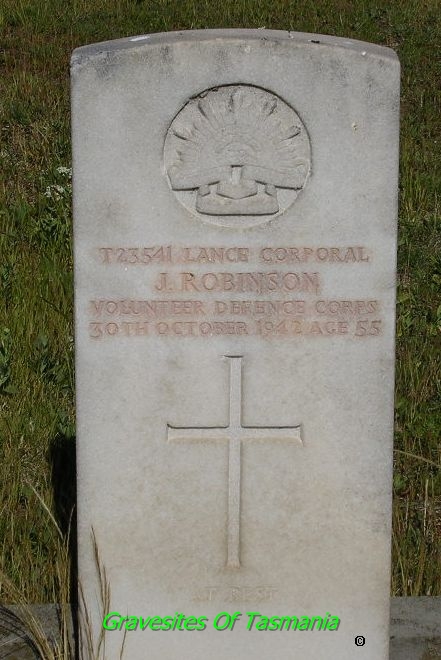 T23541 LANCE CORPORAL
J. ROBINSON
VOLUNTEER DEFENCE CORPS
30TH OCTOBER 1942 AGE 55
AT REST
Gravesites Of Tasmania
©